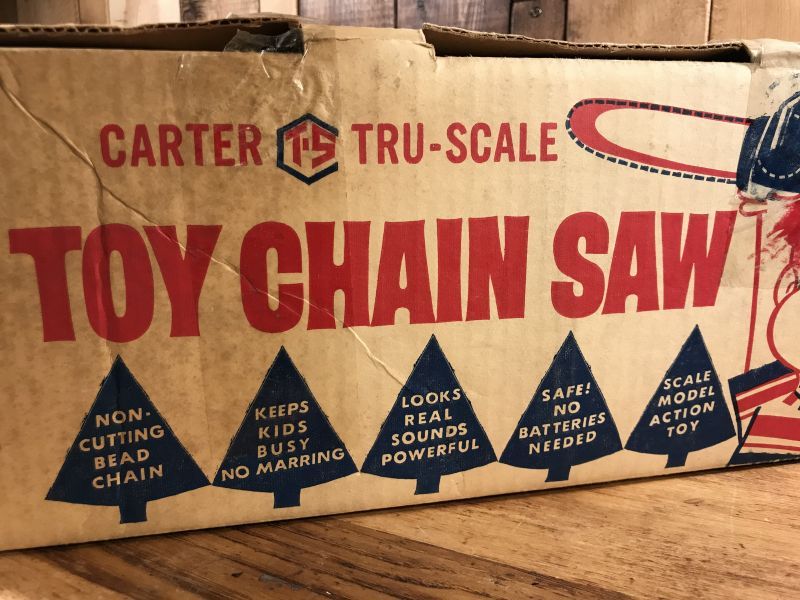 CARTER T-S TRU-SCALE
TOY CHAIN SAW
NON-
CUTTING
BEAD
CHAIN
KEEPS
KIDS
BUSY
NO MARRING
LOOKS
REAL
SOUNDS
POWERFUL
SAFE!
NO
BATTERIES
NEEDED
SCALE
MODEL
ACTION
TOY